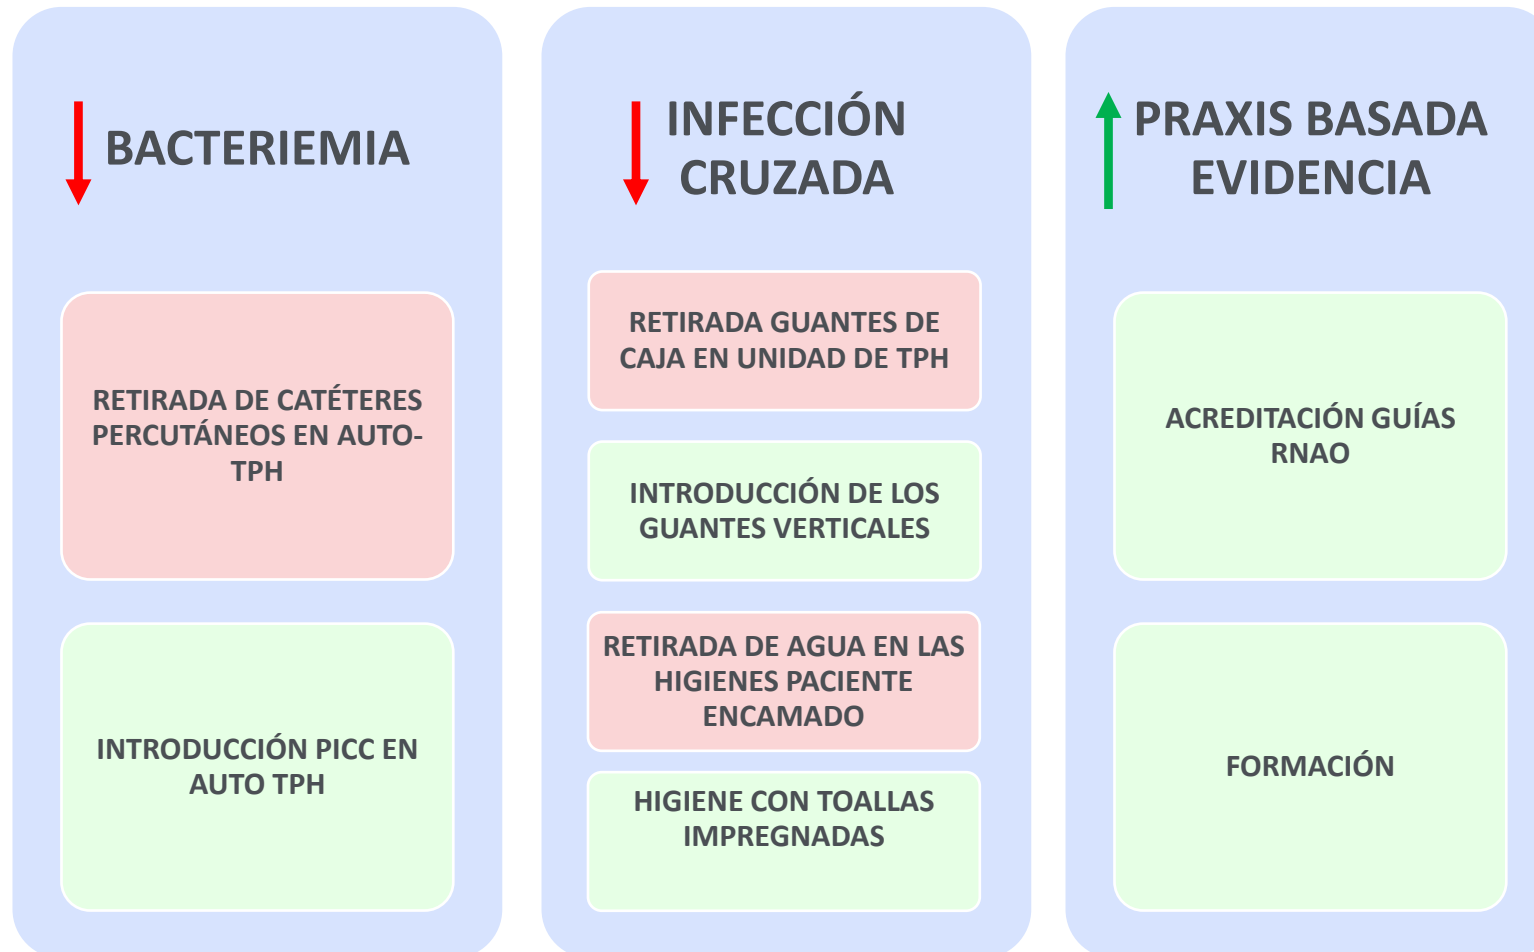 BACTERIEMIA
RETIRADA DE CATÉTERES
PERCUTÁNEOS EN AUTO-
TPH
INTRODUCCIÓN PICC EN
AUTO TPH
INFECCIÓN
CRUZADA
RETIRADA GUANTES DE
CAJA EN UNIDAD DE TPH
INTRODUCCIÓN DE LOS
GUANTES VERTICALES
RETIRADA DE AGUA EN LAS
HIGIENES PACIENTE
ENCAMADO
HIGIENE CON TOALLAS
IMPREGNADAS
PRAXIS BASADA
EVIDENCIA
ACREDITACIÓN GUÍAS
RNAO
FORMACIÓN